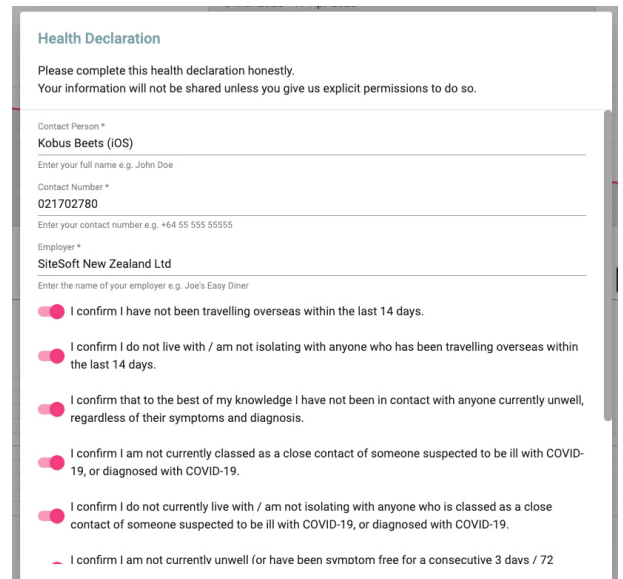 Health Declaration
Please complete this health declaration honestly.
Your information will not be shared unless you give us explicit permissions to do so.
Contact Person *
Kobus Beets (iOS)
Enter your full name e.g. John Doe
Contact Number *
021702780
Enter your contact number e.g. +64 55 555 55555
Employer *
SiteSoft New Zealand Ltd
Enter the name of your employer e.g. Joe's Easy Diner
I confirm I have not been travelling overseas within the last 14 days.
I confirm I do not live with / am not isolating with anyone who has been travelling overseas within
the last 14 days.
I confirm that to the best of my knowledge I have not been in contact with anyone currently unwell,
regardless of their symptoms and diagnosis.
I confirm I am not currently classed as a close contact of someone suspected to be ill with COVID-
19, or diagnosed with COVID-19.
I confirm I do not currently live with / am not isolating with anyone who is classed as a close
contact of someone suspected to be ill with COVID-19, or diagnosed with COVID-19.
I confirm I am not currently unwell (or have been symptom free for a consecutive 3 days / 72